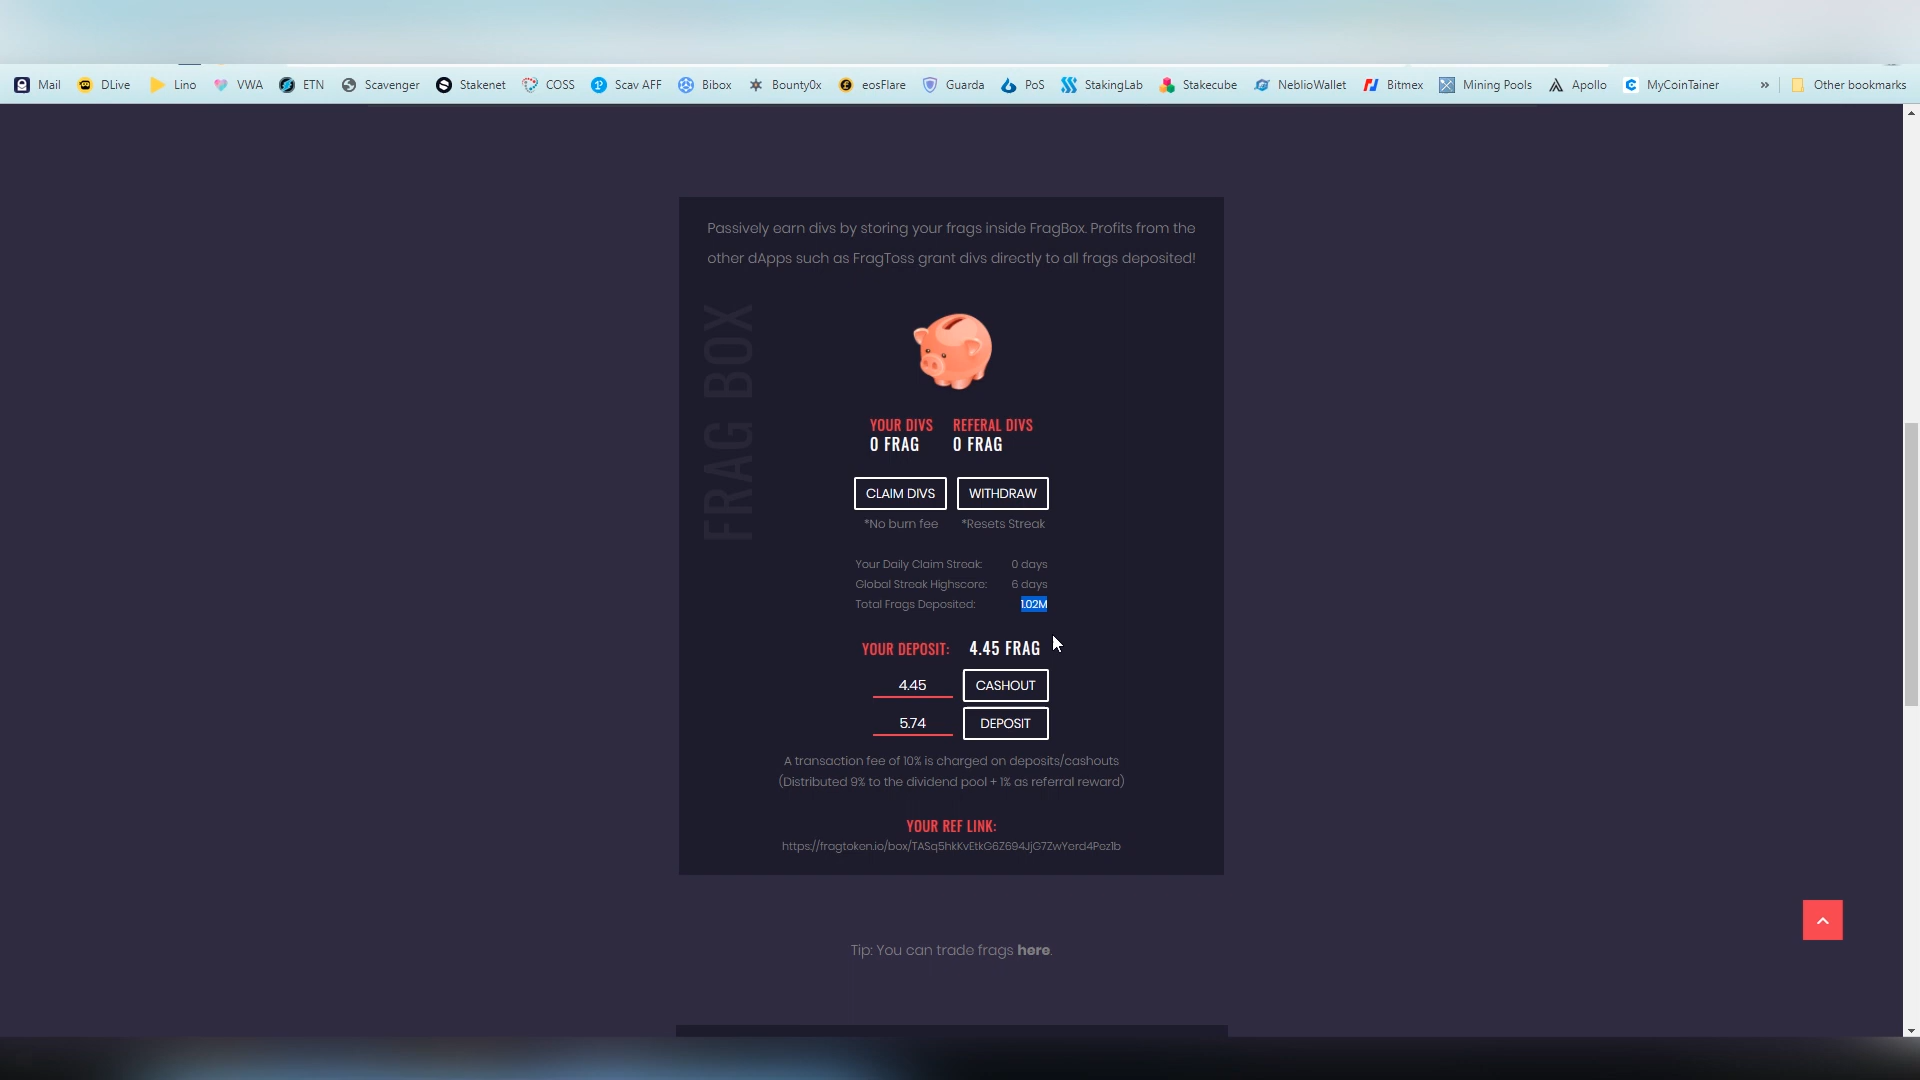 Mail DLive Lino VWA ETN Scavenger Stakenet COSS Scav AFF Bibox Bounty0x eosFlare Guarda PoS StakingLab Stakecube NeblioWallet Bitmex Mining Pools Apollo MyCoinTainer » Other bookmarks
Passively earn divs by storing your frags inside FragBox. Profits from the
other dApps such as FragToss grant divs directly to all frags deposited!
FRAG BOX
YOUR DIVS REFERAL DIVS
0 FRAG 0 FRAG
CLAIM DIVS WITHDRAW
*No burn fee *Resets Streak
Your Daily Claim Streak: 0 days
Global Streak Highscore: 6 days
Total Frags Deposited: 1.02M
YOUR DEPOSIT: 4.45 FRAG
4.45 CASHOUT
5.74 DEPOSIT
A transaction fee of 10% is charged on deposits/cashouts
(Distributed 9% to the dividend pool + 1% as referral reward)
YOUR REF LINK:
https://fragtoken.io/box/TASq5hkKvEtkG6Z694JjG7ZwYerd4Pez1b
Tip: You can trade frags here.